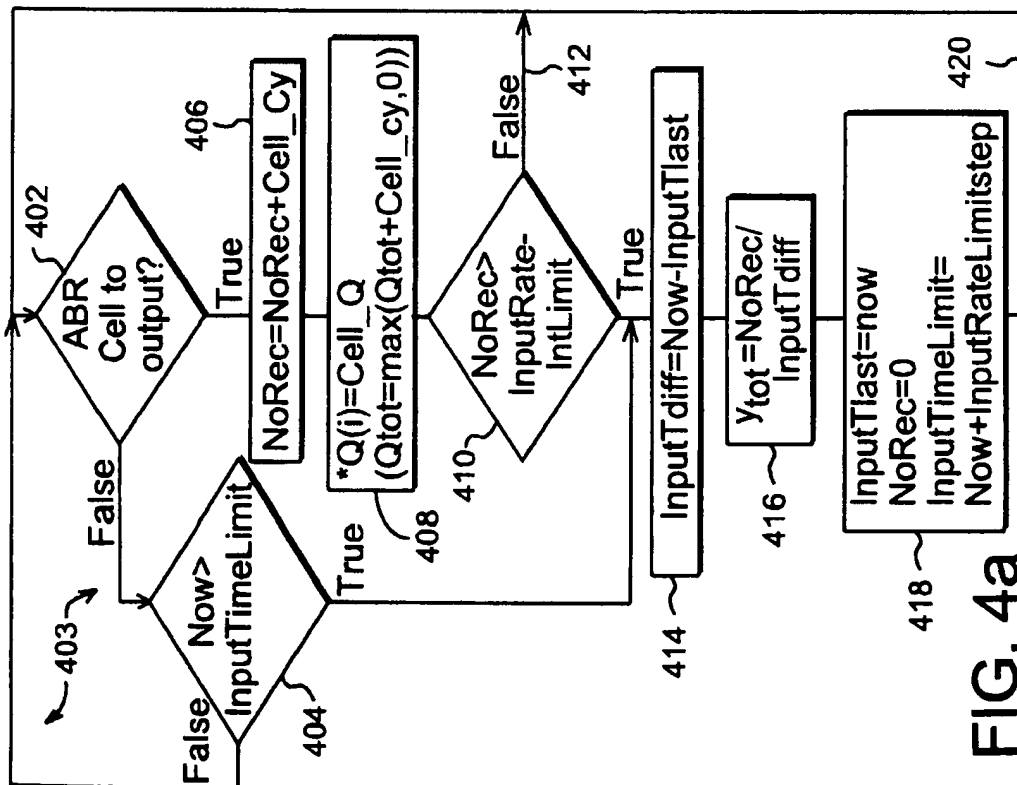 402
ABR
Cell to
output?
True
False
403
406
NoRec=NoRec+Cell_Cy
*Q(i)=Cell_Q
(Qtot=max(Qtot+Cell_cy,0))
408
Now>
InputTimeLimit
False
True
404
NoRec>
InputRate-
IntLimit
False
412
410
True
InputTdiff=Now-InputTlast
414
ytot=NoRec/
InputTdiff
416
InputTlast=now
NoRec=0
InputTimeLimit=
Now+InputRateLimitstep
418
420
FIG. 4a